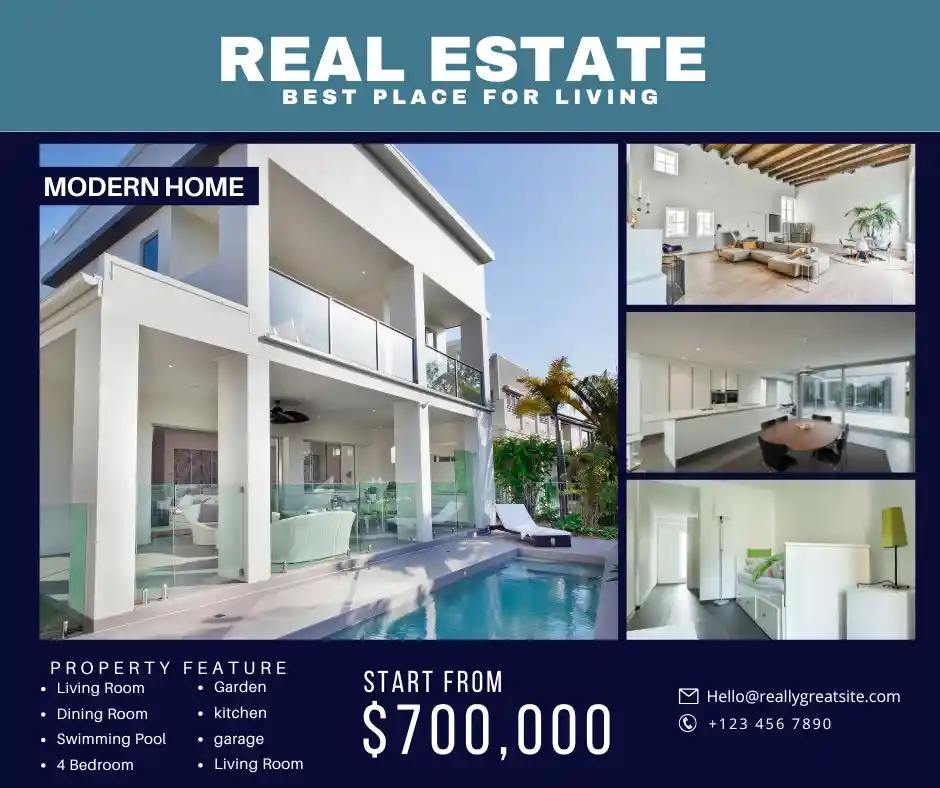 REAL ESTATE
BEST PLACE FOR LIVING
MODERN HOME
PROPERTY FEATURE
Living Room
Dining Room
Swimming Pool
4 Bedroom
Garden
kitchen
garage
Living Room
START FROM
$700,000
Hello@reallygreatsite.com
+123 456 7890